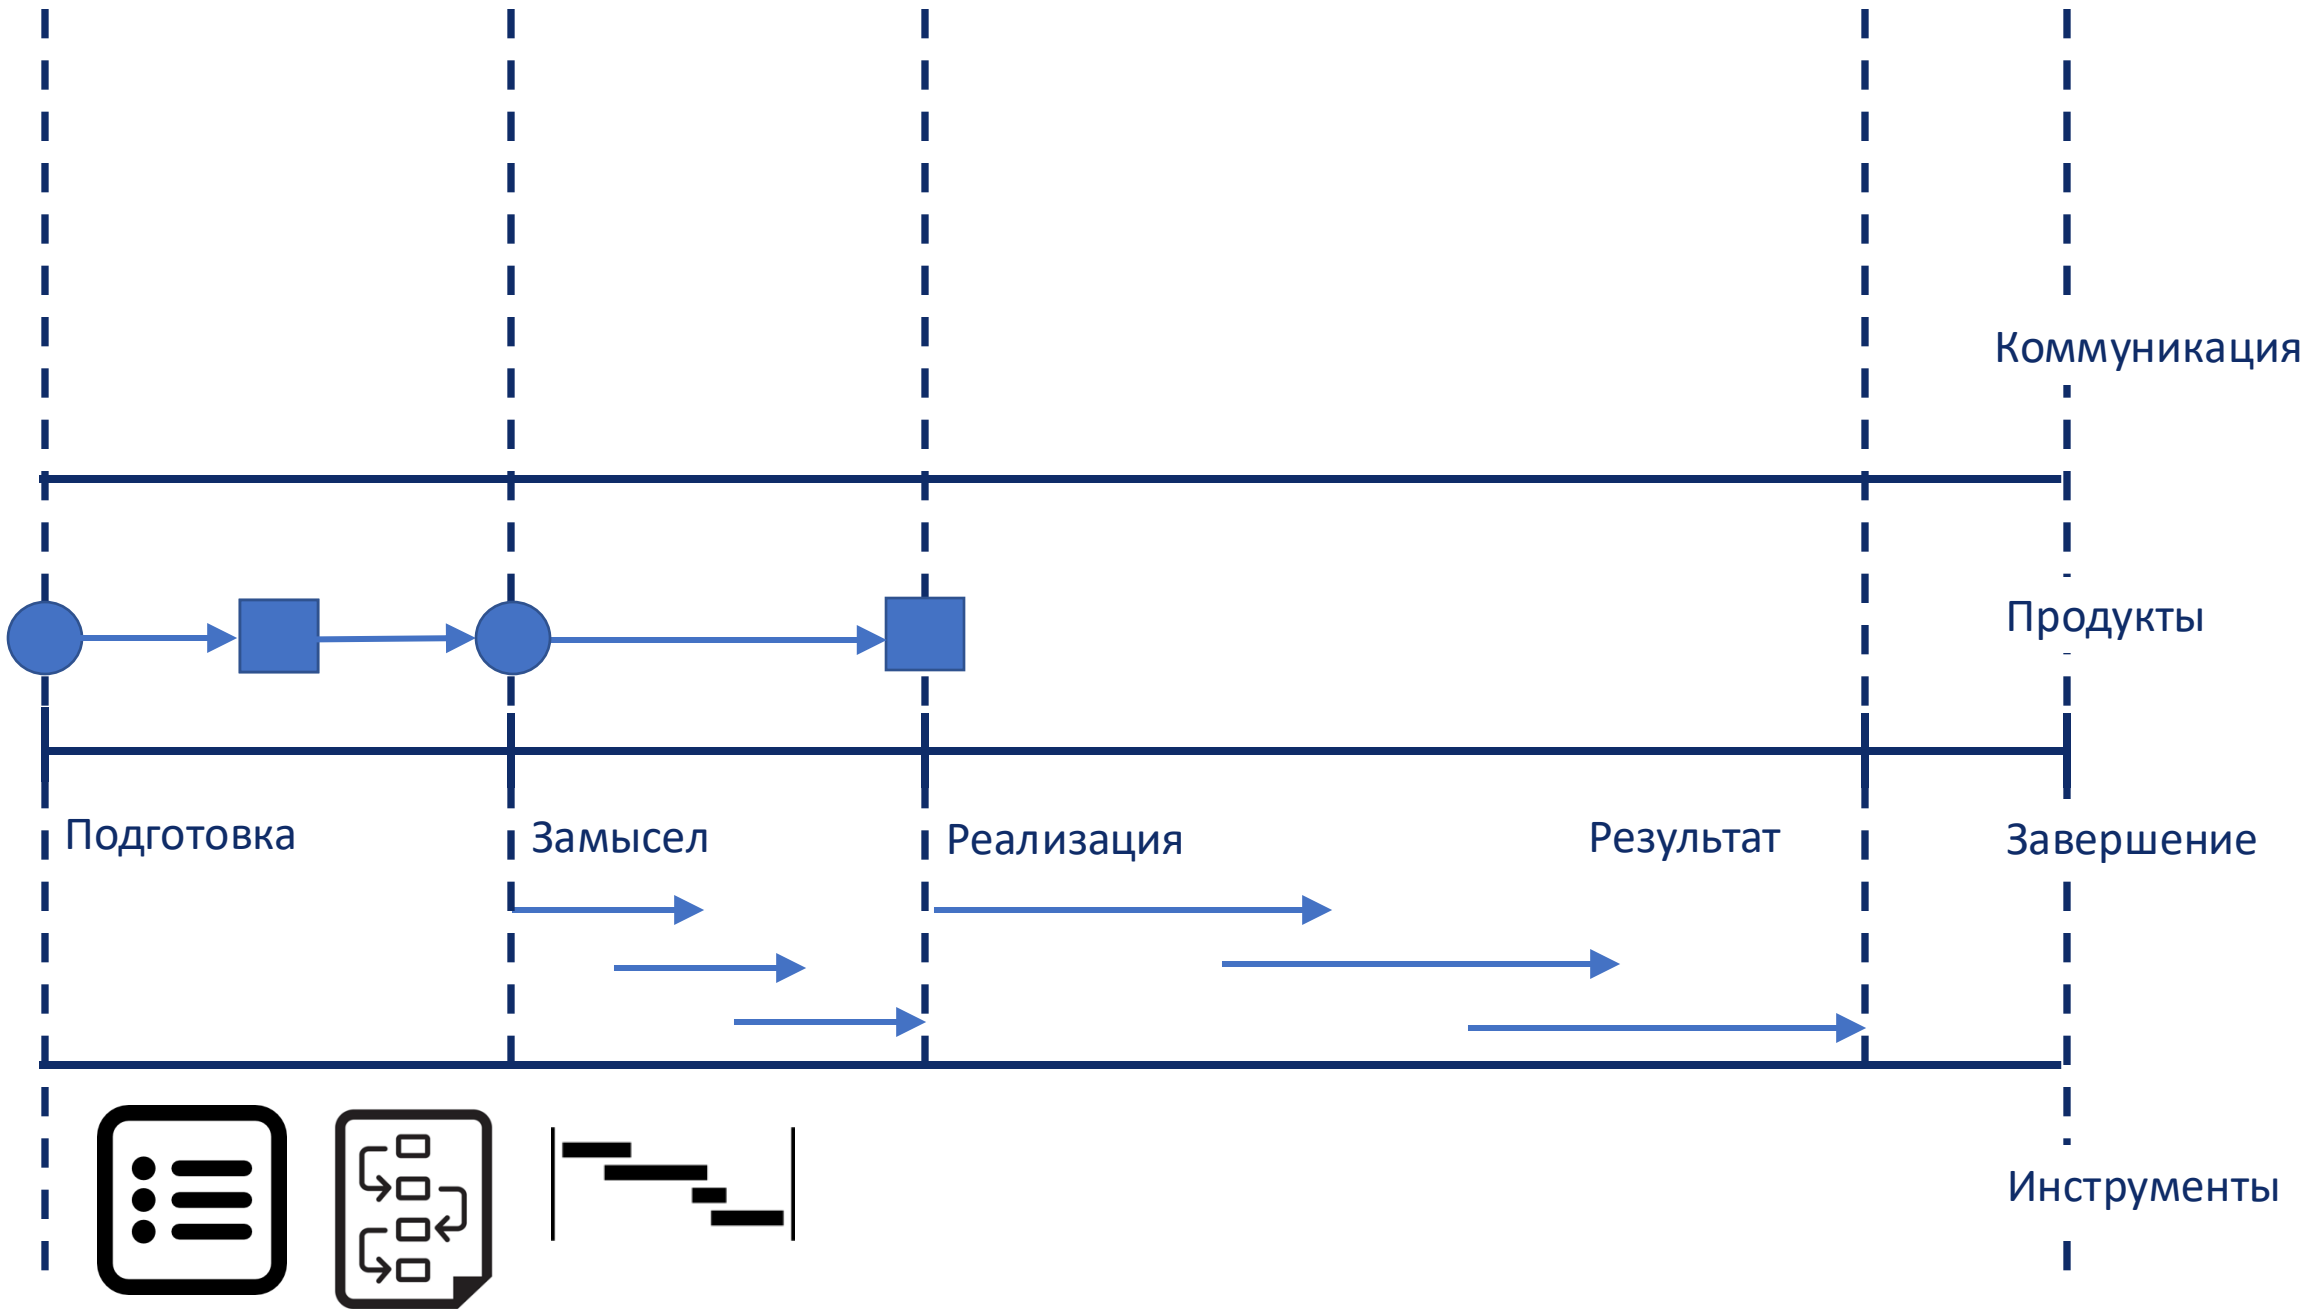 Коммуникация
Продукты
Подготовка
Замысел
Реализация
Результат
Завершение
Инструменты